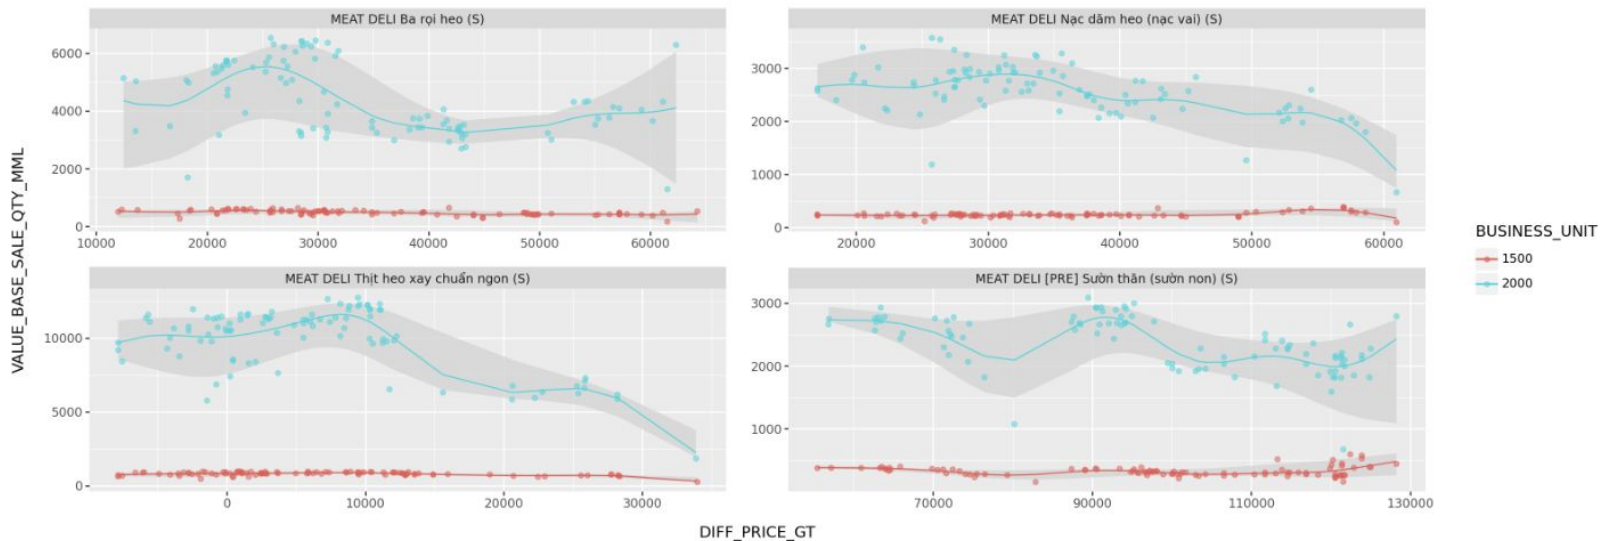 MEAT DELI Ba rọi heo (S)
MEAT DELI Nạc dăm heo (nạc vai) (S)
6000
4000
2000
0
10000 20000 30000 40000 50000 60000
3000
2000
1000
0
20000 30000 40000 50000 60000
MEAT DELI Thịt heo xay chuẩn ngon (S)
MEAT DELI [PRE] Sườn thăn (sườn non) (S)
10000
5000
0
0 10000 20000 30000
3000
2000
1000
70000 90000 110000 130000
VALUE_BASE_SALE_QTY_MML
DIFF_PRICE_GT
BUSINESS_UNIT
1500
2000